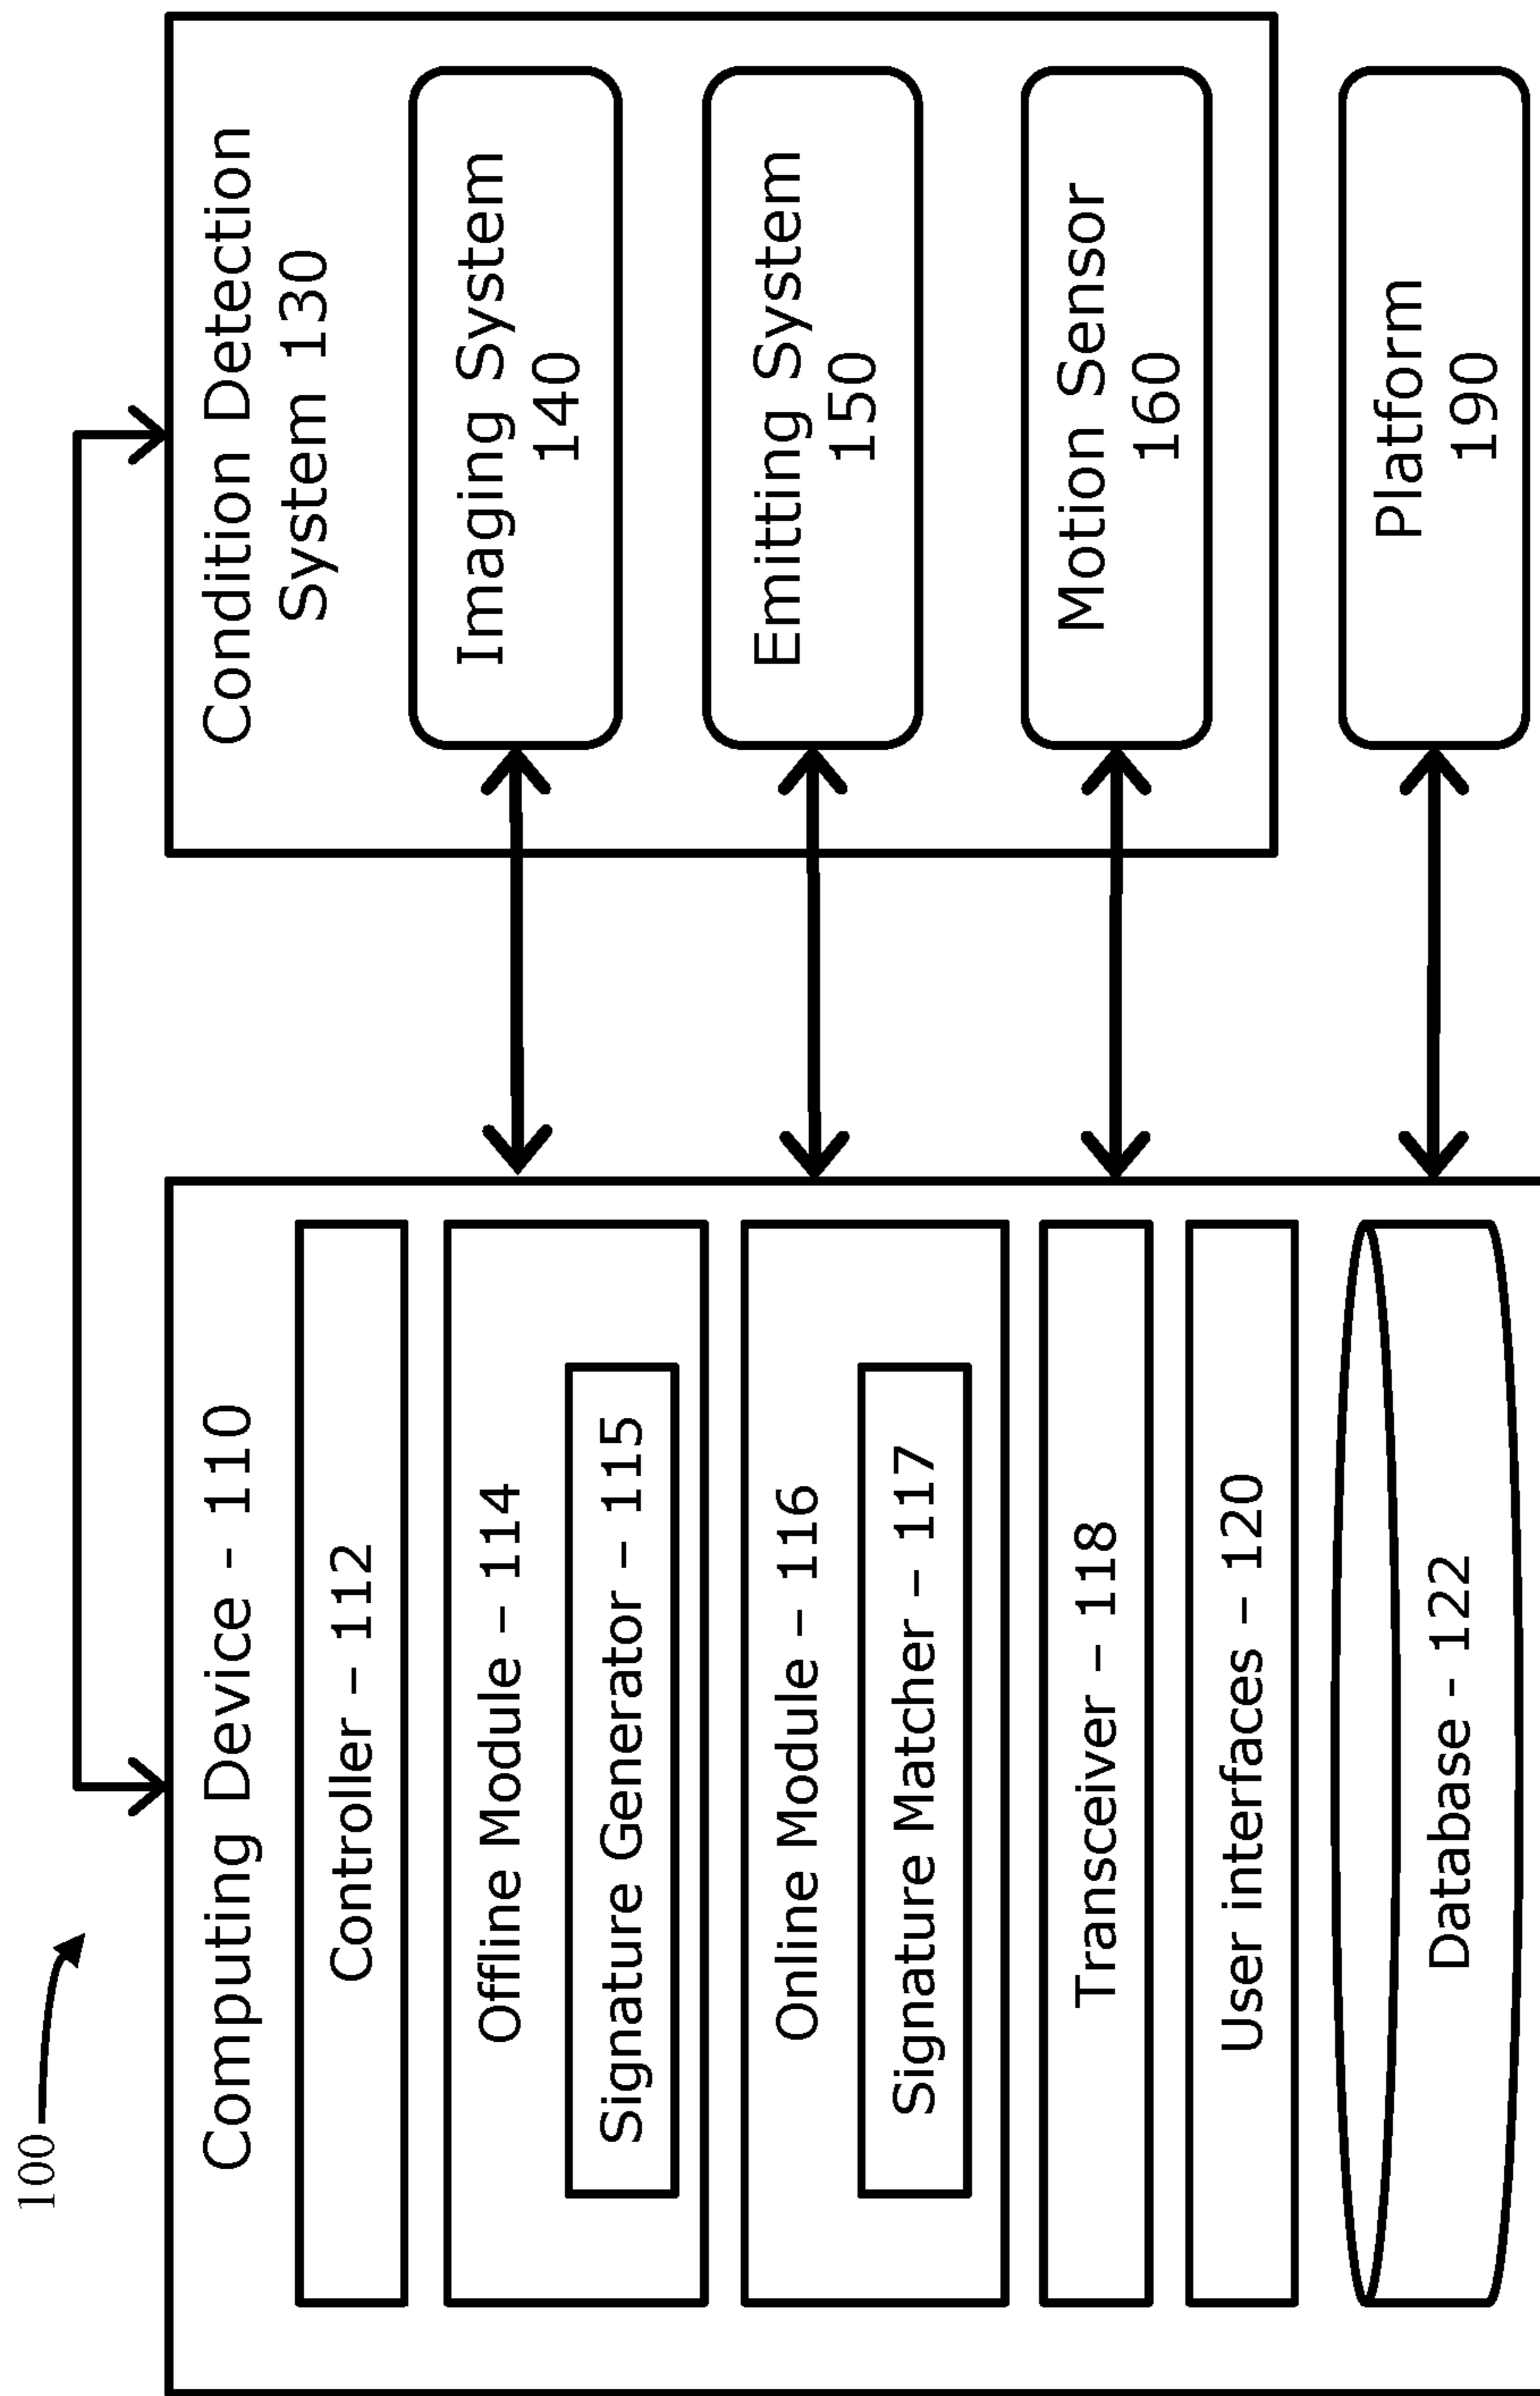 100
Computing Device - 110
Controller – 112
Offline Module – 114
Signature Generator – 115
Online Module – 116
Signature Matcher – 117
Transceiver – 118
User interfaces – 120
Database - 122
Condition Detection
System 130
Imaging System
140
Emitting System
150
Motion Sensor
160
Platform
190